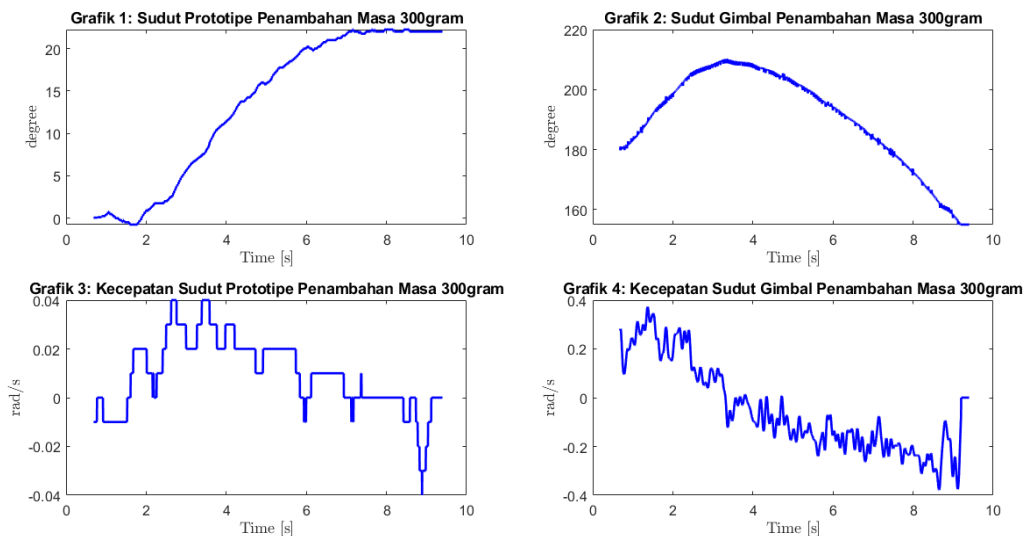 Grafik 1: Sudut Prototipe Penambahan Masa 300gram
20
15
10
5
0
degree
0 2 4 6 8 10
Time [s]
Grafik 2: Sudut Gimbal Penambahan Masa 300gram
220
200
180
160
degree
0 2 4 6 8 10
Time [s]
Grafik 3: Kecepatan Sudut Prototipe Penambahan Masa 300gram
0.04
0.02
0
-0.02
-0.04
rad/s
0 2 4 6 8 10
Time [s]
Grafik 4: Kecepatan Sudut Gimbal Penambahan Masa 300gram
0.4
0.2
0
-0.2
-0.4
rad/s
0 2 4 6 8 10
Time [s]